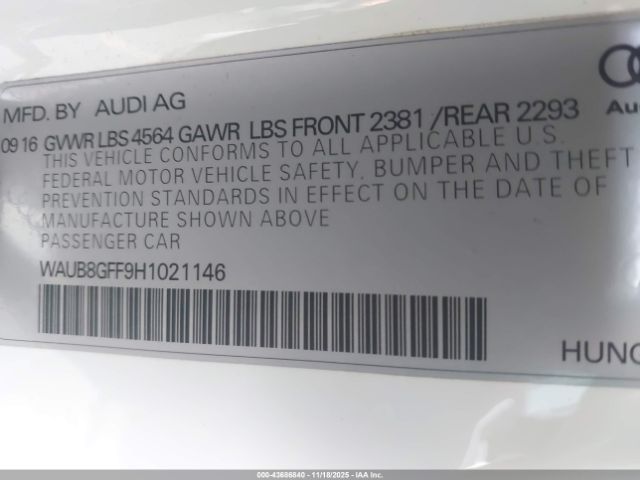 MFD. BY AUDI AG
09 16 GVWR LBS 4564 GAWR LBS FRONT 2381 /REAR 2293
THIS VEHICLE CONFORMS TO ALL APPLICABLE U.S.
FEDERAL MOTOR VEHICLE SAFETY, BUMPER AND THEFT
PREVENTION STANDARDS IN EFFECT ON THE DATE OF
MANUFACTURE SHOWN ABOVE
PASSENGER CAR
WAUB8GFF9H1021146
000-43686840 - 11/18/2025 - IAA Inc.